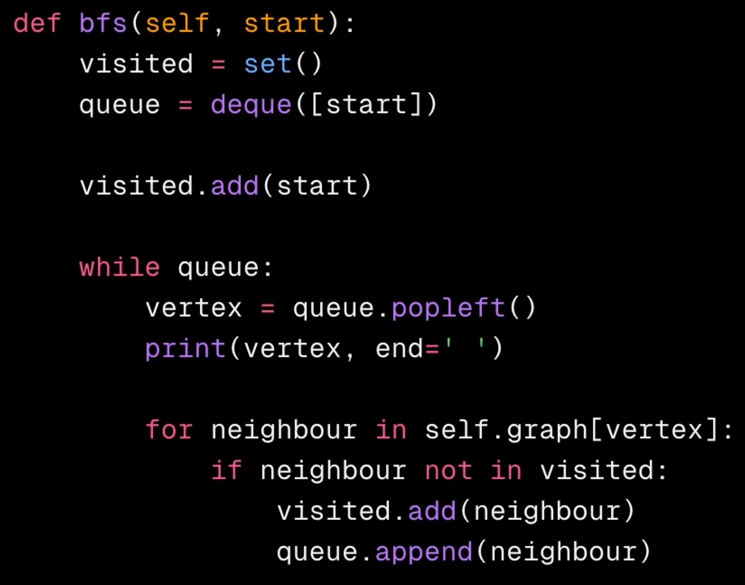 def bfs(self, start):
    visited = set()
    queue = deque([start])

    visited.add(start)

    while queue:
        vertex = queue.popleft()
        print(vertex, end=' ')

        for neighbour in self.graph[vertex]:
            if neighbour not in visited:
                visited.add(neighbour)
                queue.append(neighbour)